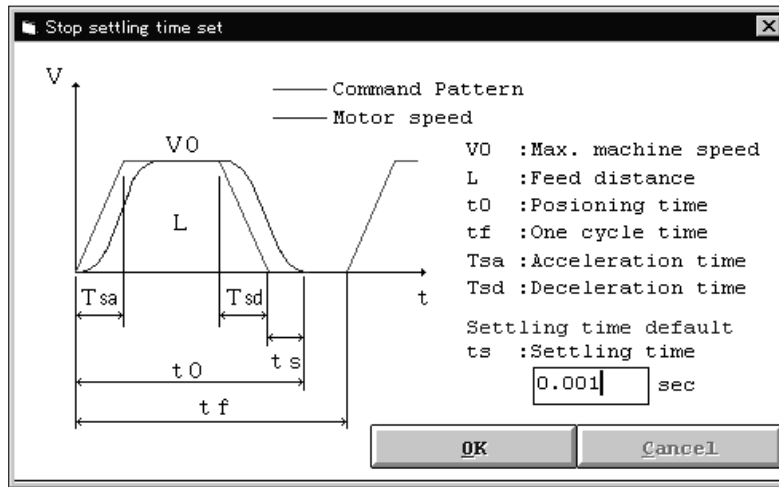 Stop settling time set
V
Command Pattern
Motor speed
V0
V0 :Max. machine speed
L :Feed distance
t0 :Posioning time
tf :One cycle time
Tsa :Acceleration time
Tsd :Deceleration time
L
t
Tsa
Tsd
ts
t0
tf
Settling time default
ts :Settling time
0.001 sec
OK Cancel